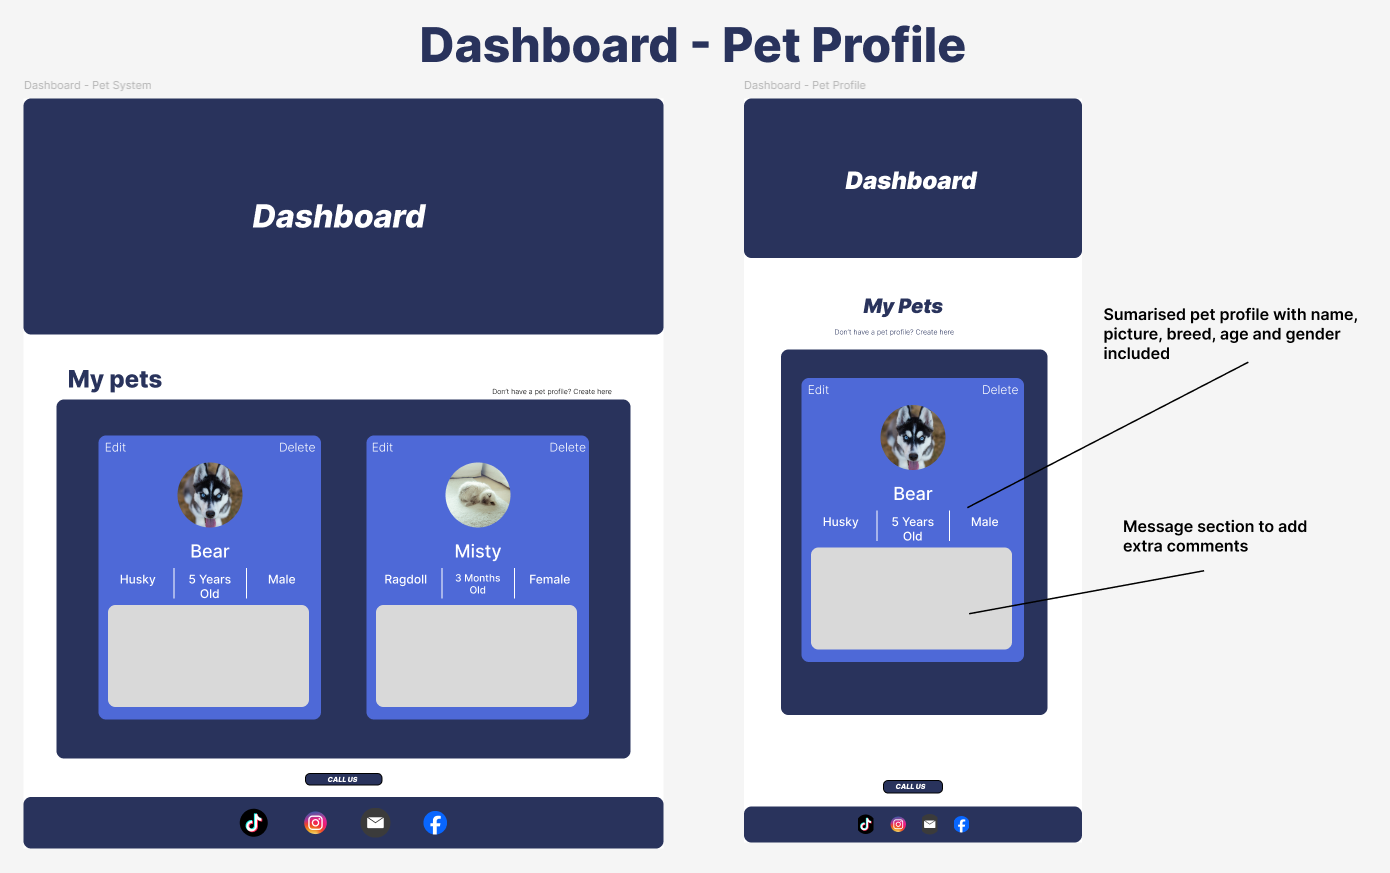 Dashboard - Pet Profile
Dashboard - Pet System
Dashboard
My pets
Don't have a pet profile? Create here
Edit
Delete
Bear
Husky
5 Years
Old
Male
Edit
Delete
Misty
Ragdoll
3 Months
Old
Female
CALL US
Dashboard - Pet Profile
Dashboard
My Pets
Don't have a pet profile? Create here
Edit
Delete
Bear
Husky
5 Years
Old
Male
CALL US
Sumarised pet profile with name,
picture, breed, age and gender
included
Message section to add
extra comments